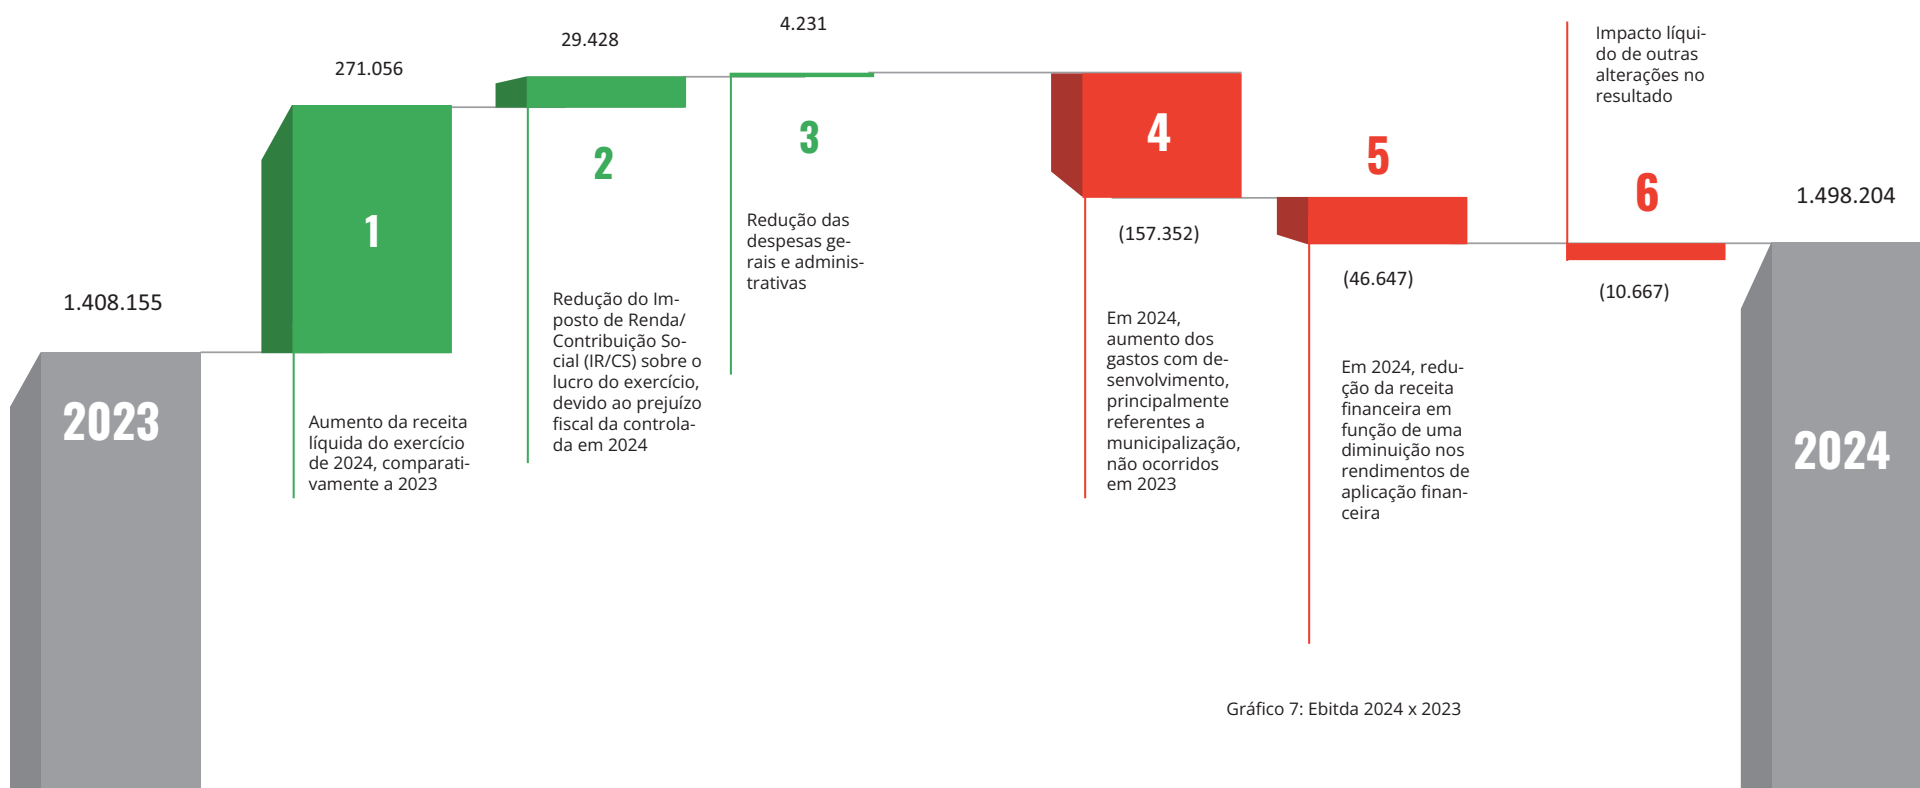 1.408.155
2023
271.056
1
Aumento da receita
líquida do exercício
de 2024, comparati-
vamente a 2023
29.428
2
Redução do Im-
posto de Renda/
Contribuição So-
cial (IR/CS) sobre o
lucro do exercício,
devido ao prejuízo
fiscal da controla-
da em 2024
4.231
3
Redução das
despesas ge-
rais e adminis-
trativas
4
(157.352)
Em 2024,
aumento dos
gastos com de-
senvolvimento,
principalmente
referentes a
municipalização,
não ocorridos
em 2023
5
(46.647)
Em 2024, redu-
ção da receita
financeira em
função de uma
diminuição nos
rendimentos de
aplicação finan-
ceira
Impacto líqui-
do de outras
alterações no
resultado
6
(10.667)
1.498.204
2024
Gráfico 7: Ebitda 2024 x 2023